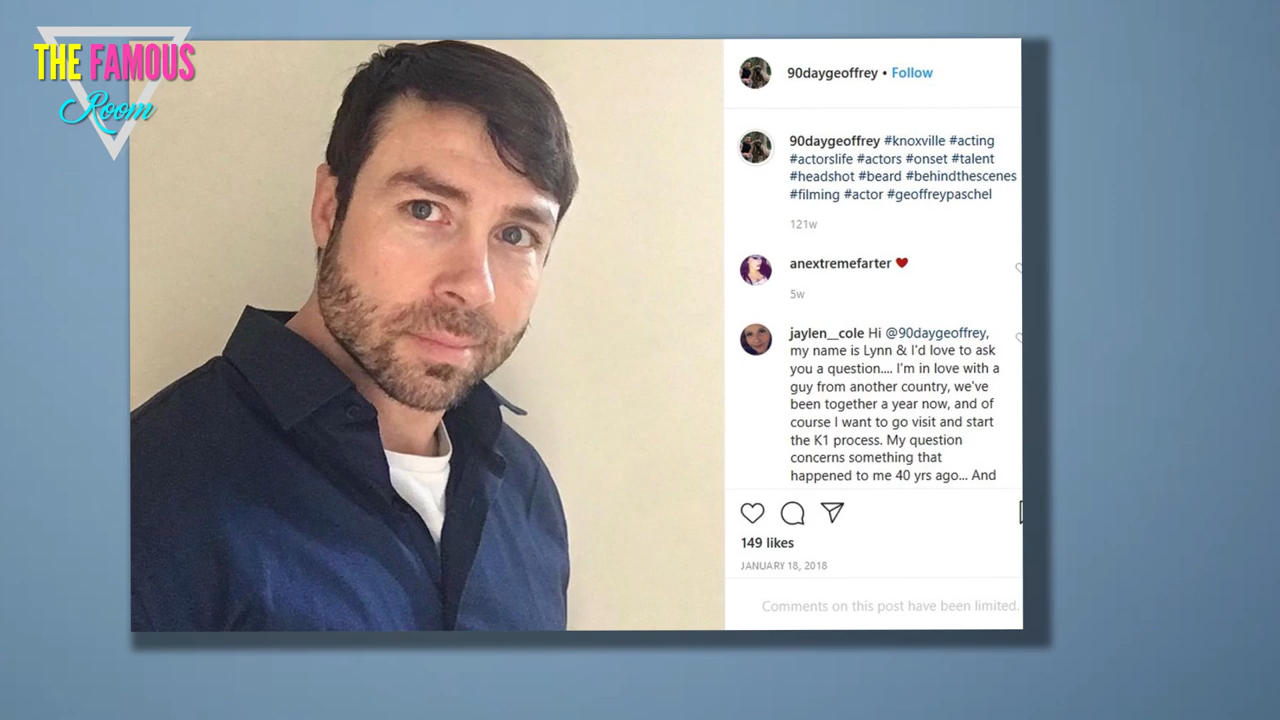 THE FAMOUS
Room
90daygeoffrey • Follow
90daygeoffrey #knoxville #acting
#actorslife #actors #onset #talent
#headshot #beard #behindthescenes
#filming #actor #geoffreypaschel
121w
anextremefarter ❤
5w
jaylen__cole Hi @90daygeoffrey,
my name is Lynn & I'd love to ask
you a question.... I'm in love with a
guy from another country, we've
been together a year now, and of
course I want to go visit and start
the K1 process. My question
concerns something that
happened to me 40 yrs ago... And
149 likes
JANUARY 18, 2018
Comments on this post have been limited.